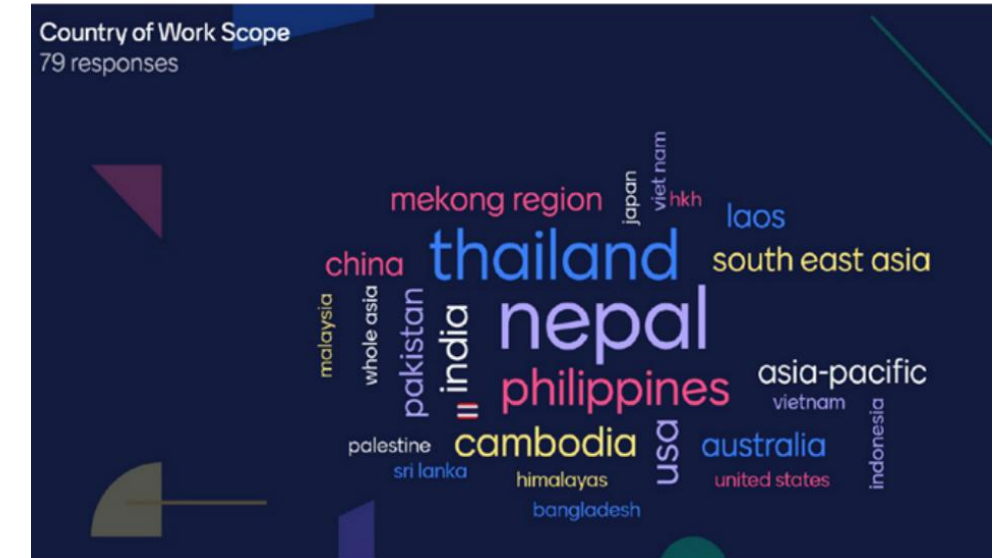 Country of Work Scope
79 responses
viet nam
japan
hkh
mekong region
laos
thailand
south east asia
china
malaysia
whole asia
pakistan
india
nepal
philippines
asia-pacific
vietnam
indonesia
palestine
cambodia
usa
australia
sri lanka
himalayas
united states
bangladesh